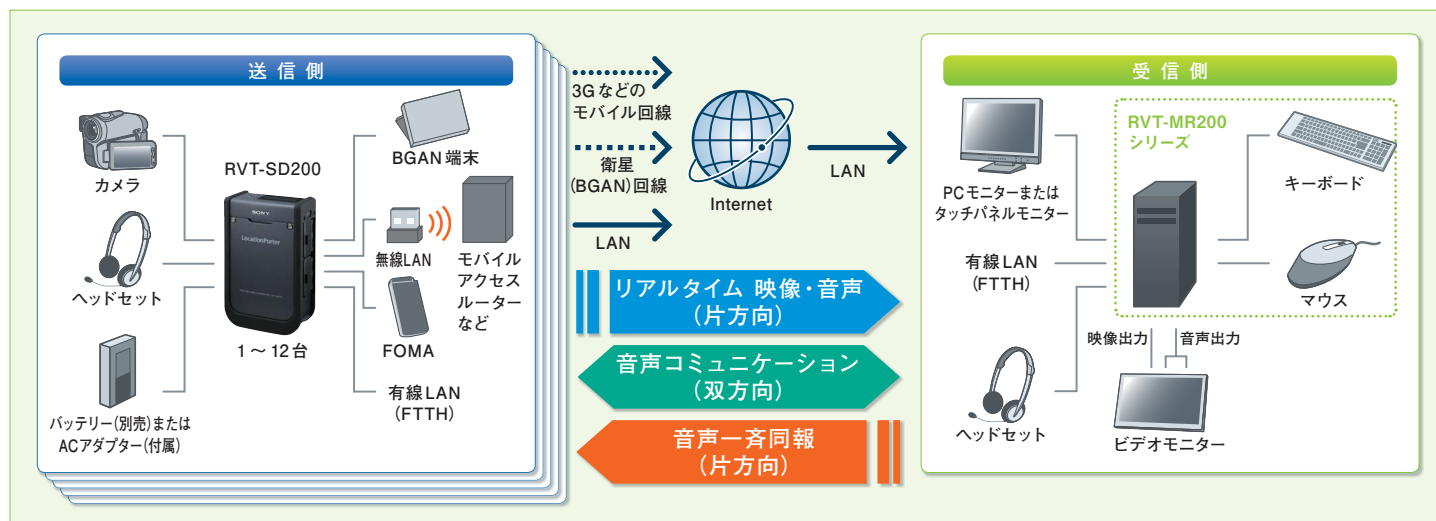 送信側
カメラ
ヘッドセット
バッテリー(別売)または
ACアダプター(付属)
RVT-SD200
SONY
LocationPorter
1～12台
BGAN端末
無線LAN
モバイル
アクセス
ルーター
など
FOMA
有線LAN
(FTTH)
3Gなどの
モバイル回線
衛星
(BGAN)回線
LAN
Internet
LAN
リアルタイム 映像・音声
(片方向)
音声コミュニケーション
(双方向)
音声一斉同報
(片方向)
受信側
PCモニターまたは
タッチパネルモニター
有線LAN
(FTTH)
ヘッドセット
RVT-MR200
シリーズ
キーボード
マウス
映像出力
音声出力
ビデオモニター